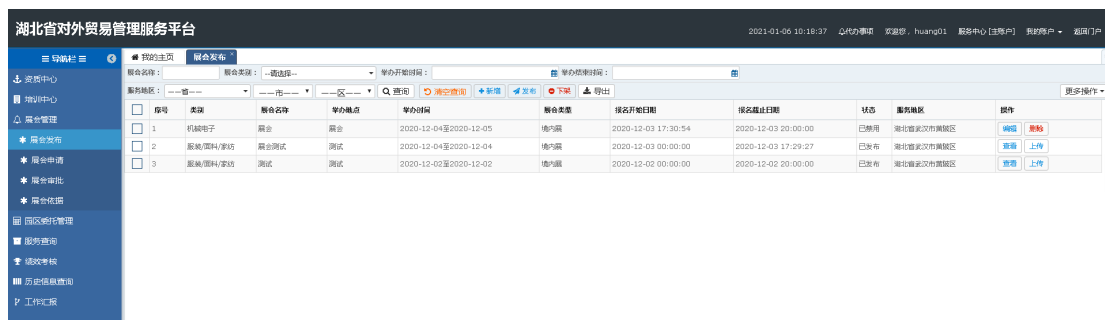 湖北省对外贸易管理服务平台
2021-01-06 10:18:37 待办事项 欢迎您，huang01 服务中心[主账户] 我的账户 返回门户
导航栏 我的主页 展会发布 ×
展会名称： 展会类别： --请选择-- 举办开始时间： 举办结束时间：
服务地区： ——省—— ——市—— ——区—— 查询 清空查询 新增 发布 下架 导出 更多操作
资质中心
培训中心
展会管理
展会发布
展会申请
展会审批
展会依据
园区委托管理
服务查询
绩效考核
历史信息查询
工作汇报
序号 类别 展会名称 举办地点 举办时间 展会类型 报名开始日期 报名截止日期 状态 服务地区 操作
1 机械电子 展会 展会 2020-12-04至2020-12-05 境内展 2020-12-03 17:30:54 2020-12-03 20:00:00 已禁用 湖北省武汉市黄陂区 编辑 删除
2 服装/面料/家纺 展会测试 测试 2020-12-04至2020-12-04 境内展 2020-12-03 00:00:00 2020-12-03 17:29:27 已发布 湖北省武汉市黄陂区 查看 上传
3 服装/面料/家纺 测试 测试 2020-12-02至2020-12-02 境内展 2020-12-02 00:00:00 2020-12-02 20:00:00 已发布 湖北省武汉市黄陂区 查看 上传